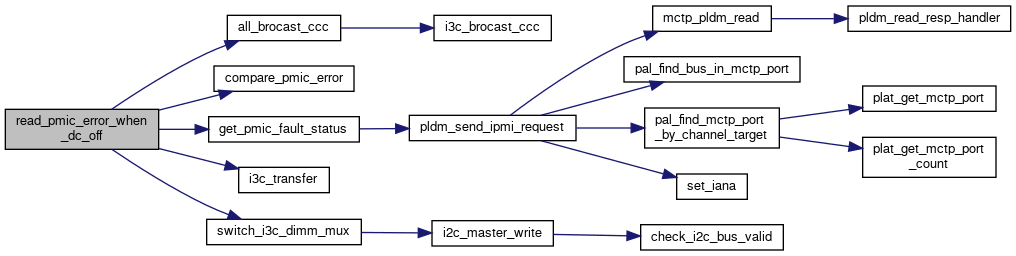 read_pmic_error_when
_dc_off
all_brocast_ccc
i3c_brocast_ccc
compare_pmic_error
get_pmic_fault_status
pldm_send_ipmi_request
mctp_pldm_read
pldm_read_resp_handler
pal_find_bus_in_mctp_port
pal_find_mctp_port
_by_channel_target
plat_get_mctp_port
plat_get_mctp_port
_count
set_iana
i3c_transfer
switch_i3c_dimm_mux
i2c_master_write
check_i2c_bus_valid